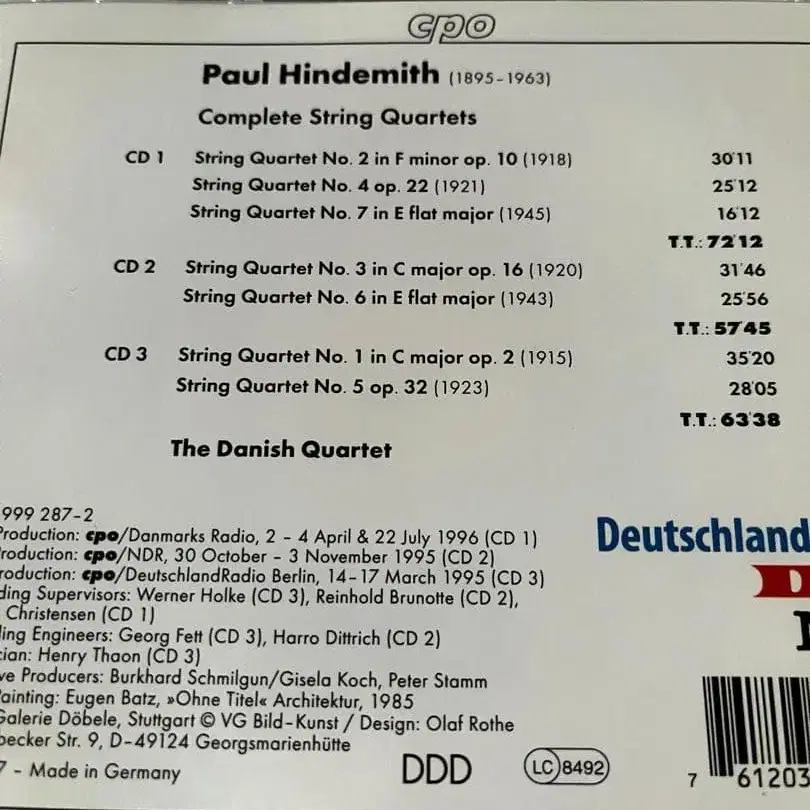 cpo
Paul Hindemith (1895-1963)
Complete String Quartets
CD 1 String Quartet No. 2 in F minor op. 10 (1918) 30'11
String Quartet No. 4 op. 22 (1921) 25'12
String Quartet No. 7 in E flat major (1945) 16'12
T.T.: 72'12
CD 2 String Quartet No. 3 in C major op. 16 (1920) 31'46
String Quartet No. 6 in E flat major (1943) 25'56
T.T.: 57'45
CD 3 String Quartet No. 1 in C major op. 2 (1915) 35'20
String Quartet No. 5 op. 32 (1923) 28'05
T.T.: 63'38
The Danish Quartet
999 287-2
Production: cpo/Danmarks Radio, 2 - 4 April & 22 July 1996 (CD 1)
Production: cpo/NDR, 30 October - 3 November 1995 (CD 2)
roduction: cpo/DeutschlandRadio Berlin, 14-17 March 1995 (CD 3)
ding Supervisors: Werner Holke (CD 3), Reinhold Brunotte (CD 2),
Christensen (CD 1)
ling Engineers: Georg Fett (CD 3), Harro Dittrich (CD 2)
cian: Henry Thaon (CD 3)
ve Producers: Burkhard Schmilgun/Gisela Koch, Peter Stamm
ainting: Eugen Batz, »Ohne Titel« Architektur, 1985
Galerie Döbele, Stuttgart © VG Bild-Kunst / Design: Olaf Rothe
becker Str. 9, D-49124 Georgsmarienhütte
7 - Made in Germany
DDD
LC 8492
Deutschland
D
7 61203